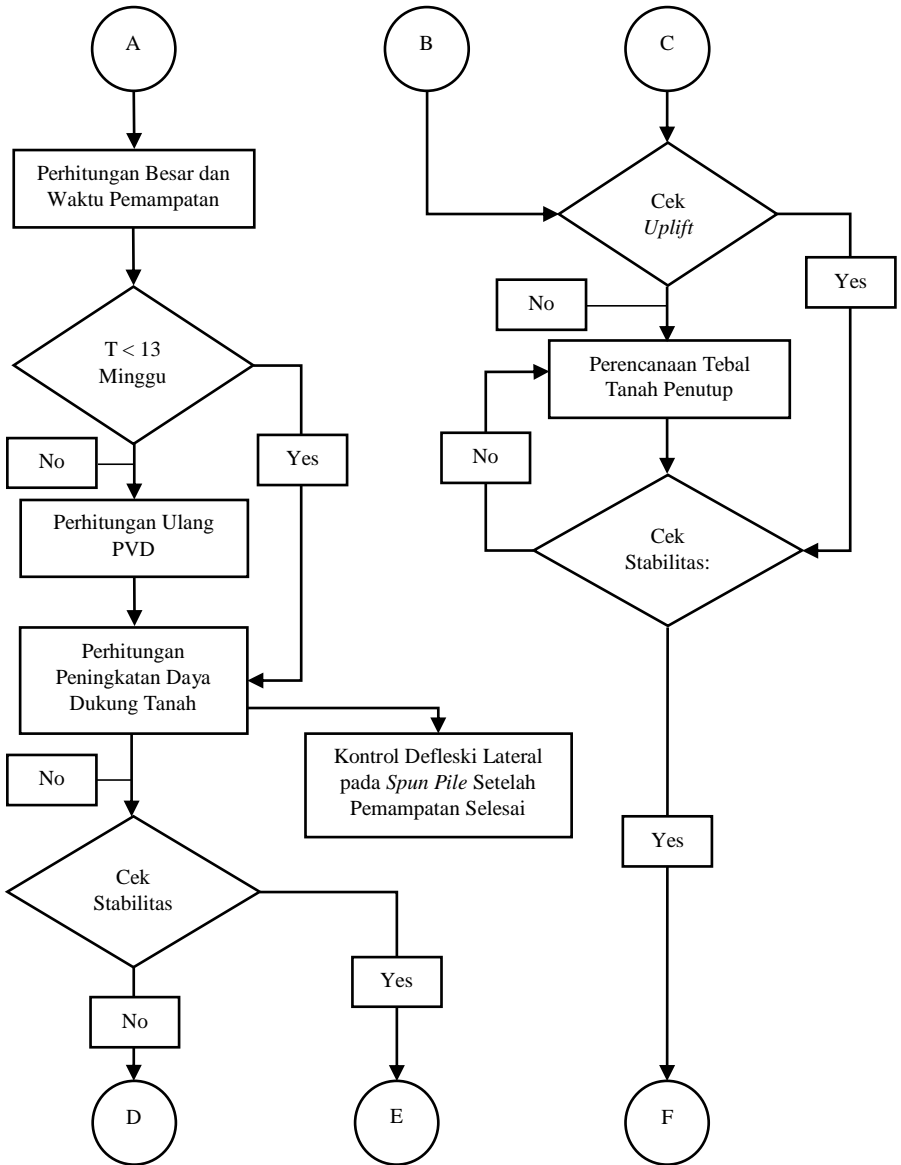 A
Perhitungan Besar dan
Waktu Pemampatan
T < 13
Minggu
No
Yes
Perhitungan Ulang
PVD
Perhitungan
Peningkatan Daya
Dukung Tanah
Kontrol Defleski Lateral
pada Spun Pile Setelah
Pemampatan Selesai
No
Cek
Stabilitas
No
Yes
D
E
B
C
Cek
Uplift
Yes
No
Perencanaan Tebal
Tanah Penutup
No
Cek
Stabilitas:
Yes
F